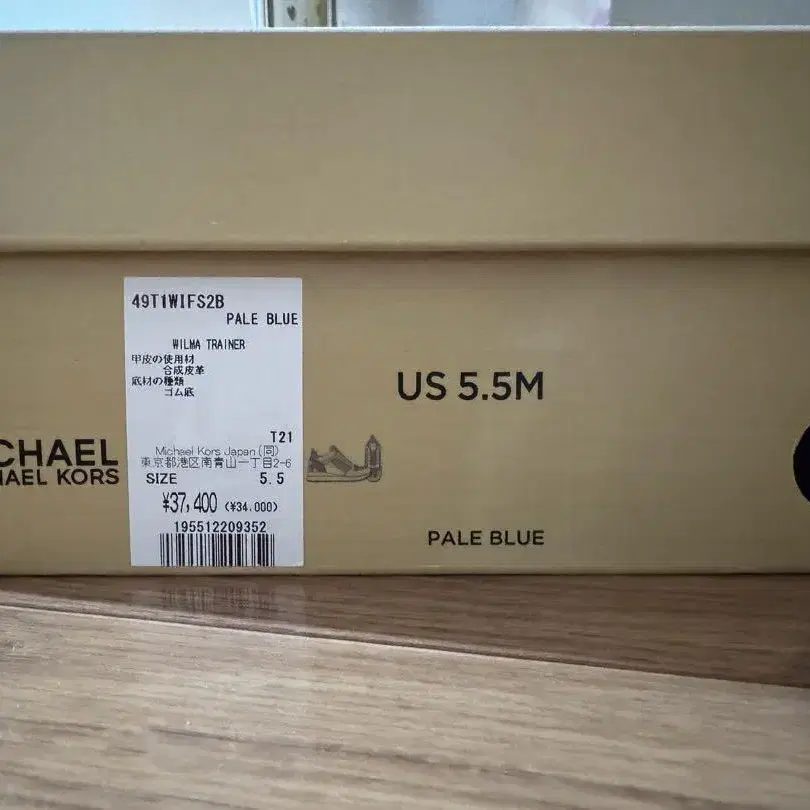 49T1WIFS2B
PALE BLUE
WILMA TRAINER
甲皮の使用材
合成皮革
底材の種類
ゴム底
T21
Michael Kors Japan (同)
東京都港区南青山一丁目2-6
SIZE 5.5
¥37,400 (¥34,000)
195512209352
CHAEL
HAEL KORS
US 5.5M
PALE BLUE